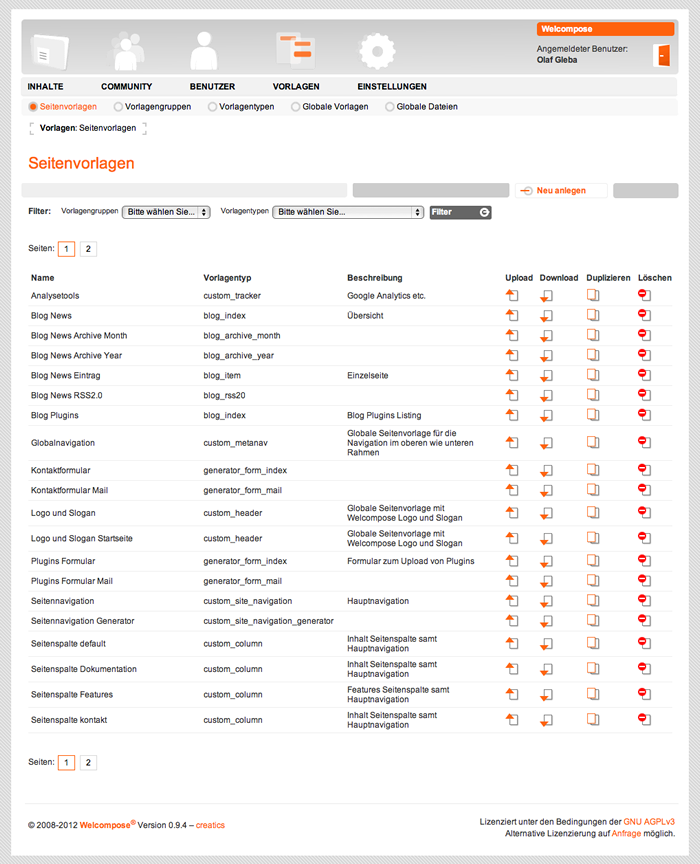 Welcompose
Angemeldeter Benutzer:
Olaf Gleba
INHALTE COMMUNITY BENUTZER VORLAGEN EINSTELLUNGEN
Seitenvorlagen Vorlagengruppen Vorlagentypen Globale Vorlagen Globale Dateien
Vorlagen: Seitenvorlagen
Seitenvorlagen
Neu anlegen
Filter: Vorlagengruppen Bitte wählen Sie... Vorlagentypen Bitte wählen Sie... Filter
Seiten: 1 2
Name Vorlagentyp Beschreibung Upload Download Duplizieren Löschen
Analysetools custom_tracker Google Analytics etc.
Blog News blog_index Übersicht
Blog News Archive Month blog_archive_month
Blog News Archive Year blog_archive_year
Blog News Eintrag blog_item Einzelseite
Blog News RSS2.0 blog_rss20
Blog Plugins blog_index Blog Plugins Listing
Globalnavigation custom_metanav Globale Seitenvorlage für die
Navigation im oberen wie unteren
Rahmen
Kontaktformular generator_form_index
Kontaktformular Mail generator_form_mail
Logo und Slogan custom_header Globale Seitenvorlage mit
Welcompose Logo und Slogan
Logo und Slogan Startseite custom_header Globale Seitenvorlage mit
Welcompose Logo und Slogan
Plugins Formular generator_form_index Formular zum Upload von Plugins
Plugins Formular Mail generator_form_mail
Seitennavigation custom_site_navigation Hauptnavigation
Seitennavigation Generator custom_site_navigation_generator
Seitenspalte default custom_column Inhalt Seitenspalte samt
Hauptnavigation
Seitenspalte Dokumentation custom_column Inhalt Seitenspalte samt
Hauptnavigation
Seitenspalte Features custom_column Features Seitenspalte samt
Hauptnavigation
Seitenspalte kontakt custom_column Inhalt Seitenspalte samt
Hauptnavigation
Seiten: 1 2
© 2008-2012 Welcompose® Version 0.9.4 – creatics
Lizenziert unter den Bedingungen der GNU AGPLv3
Alternative Lizenzierung auf Anfrage möglich.